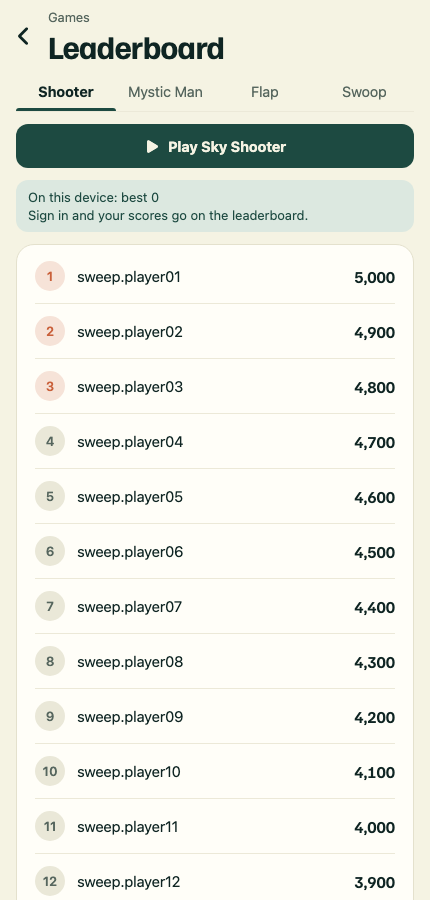 Games
Leaderboard
Shooter Mystic Man Flap Swoop
Play Sky Shooter
On this device: best 0
Sign in and your scores go on the leaderboard.
1 sweep.player01 5,000
2 sweep.player02 4,900
3 sweep.player03 4,800
4 sweep.player04 4,700
5 sweep.player05 4,600
6 sweep.player06 4,500
7 sweep.player07 4,400
8 sweep.player08 4,300
9 sweep.player09 4,200
10 sweep.player10 4,100
11 sweep.player11 4,000
12 sweep.player12 3,900